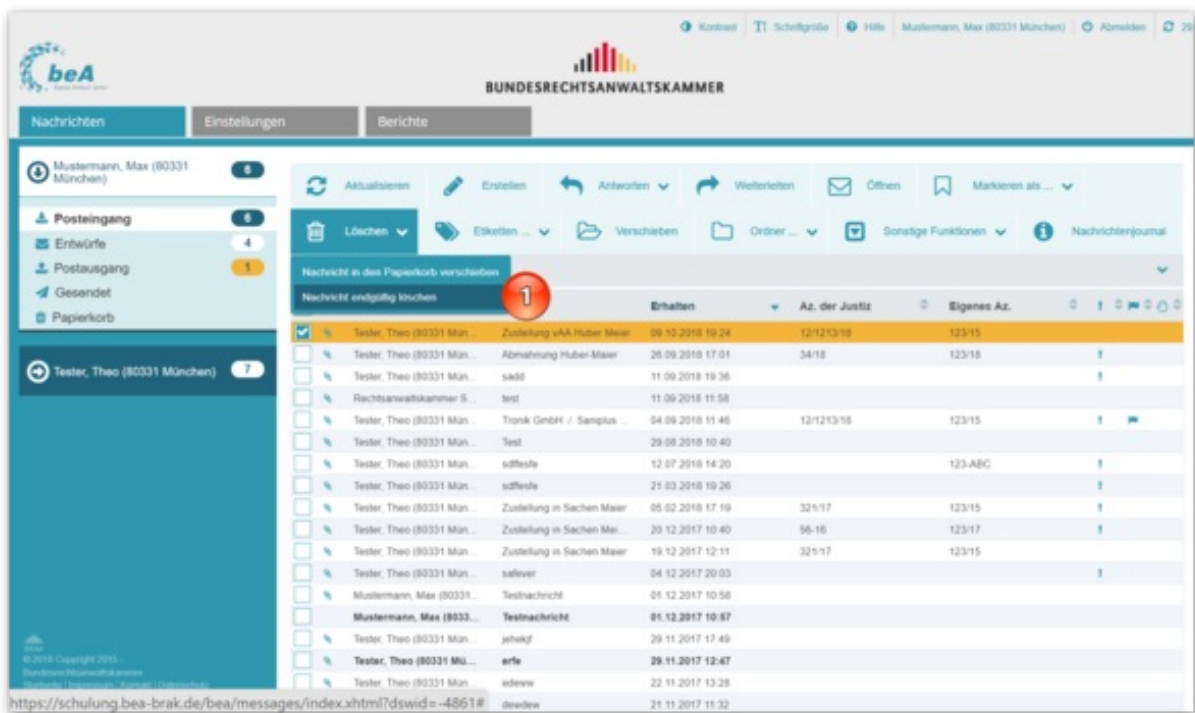 Kontrast Schriftgröße Hilfe Mustermann, Max (80331 München) Abmelden 29
beA
BUNDESRECHTSANWALTSKAMMER
Nachrichten Einstellungen Berichte
Mustermann, Max (80331 München) 6
Aktualisieren Erstellen Antworten Weiterleiten Öffnen Markieren als ...
Posteingang 6
Löschen Etiketten ... Verschieben Ordner ... Sonstige Funktionen Nachrichtenjournal
Entwürfe 4
Postausgang 1
Nachricht in den Papierkorb verschieben
Gesendet
Nachricht endgültig löschen 1
Papierkorb
Erhalten Az. der Justiz Eigenes Az. !
Tester, Theo (80331 Mün... Zustellung vAA Huber Meier 09.10.2018 19:24 12/1213/18 123/15
Tester, Theo (80331 Mün... Abmahnung Huber-Maier 26.09.2018 17:01 34/18 123/18 !
Tester, Theo (80331 München) 7
Tester, Theo (80331 Mün... sadd 11.09.2018 19:36 !
Rechtsanwaltskammer S... test 11.09.2018 11:58
Tester, Theo (80331 Mün... Tronik GmbH / Samplus ... 04.09.2018 11:46 12/1213/18 123/15 !
Tester, Theo (80331 Mün... Test 29.08.2018 10:40
Tester, Theo (80331 Mün... sdffesfe 12.07.2018 14:20 123-ABC !
Tester, Theo (80331 Mün... sdffesfe 21.03.2018 19:26 !
Tester, Theo (80331 Mün... Zustellung in Sachen Maier 05.02.2018 17:19 321/17 123/15 !
Tester, Theo (80331 Mün... Zustellung in Sachen Mei... 20.12.2017 10:40 56-16 123/17 !
Tester, Theo (80331 Mün... Zustellung in Sachen Maier 19.12.2017 12:11 321/17 123/15
Tester, Theo (80331 Mün... safever 04.12.2017 20:03 !
Mustermann, Max (80331 ... Testnachricht 01.12.2017 10:58
Mustermann, Max (8033... Testnachricht 01.12.2017 10:57
Tester, Theo (80331 Mün... jehekjf 29.11.2017 17:49
Tester, Theo (80331 Mü... erfe 29.11.2017 12:47
Tester, Theo (80331 Mün... edeww 22.11.2017 13:28
dewdew 21.11.2017 11:32
© 2018 Copyright 2015 -
Bundesrechtsanwaltskammer
Startseite | Impressum | Kontakt | Datenschutz
https://schulung.bea-brak.de/bea/messages/index.xhtml?dswid=-4861#